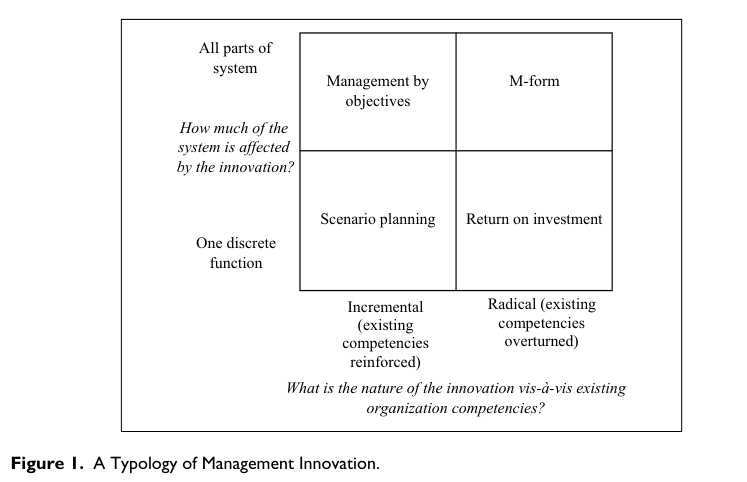 All parts of
system
Management by
objectives
M-form
How much of the
system is affected
by the innovation?
Scenario planning
Return on investment
One discrete
function
Incremental
(existing
competencies
reinforced)
Radical (existing
competencies
overturned)
What is the nature of the innovation vis-à-vis existing
organization competencies?
Figure 1. A Typology of Management Innovation.